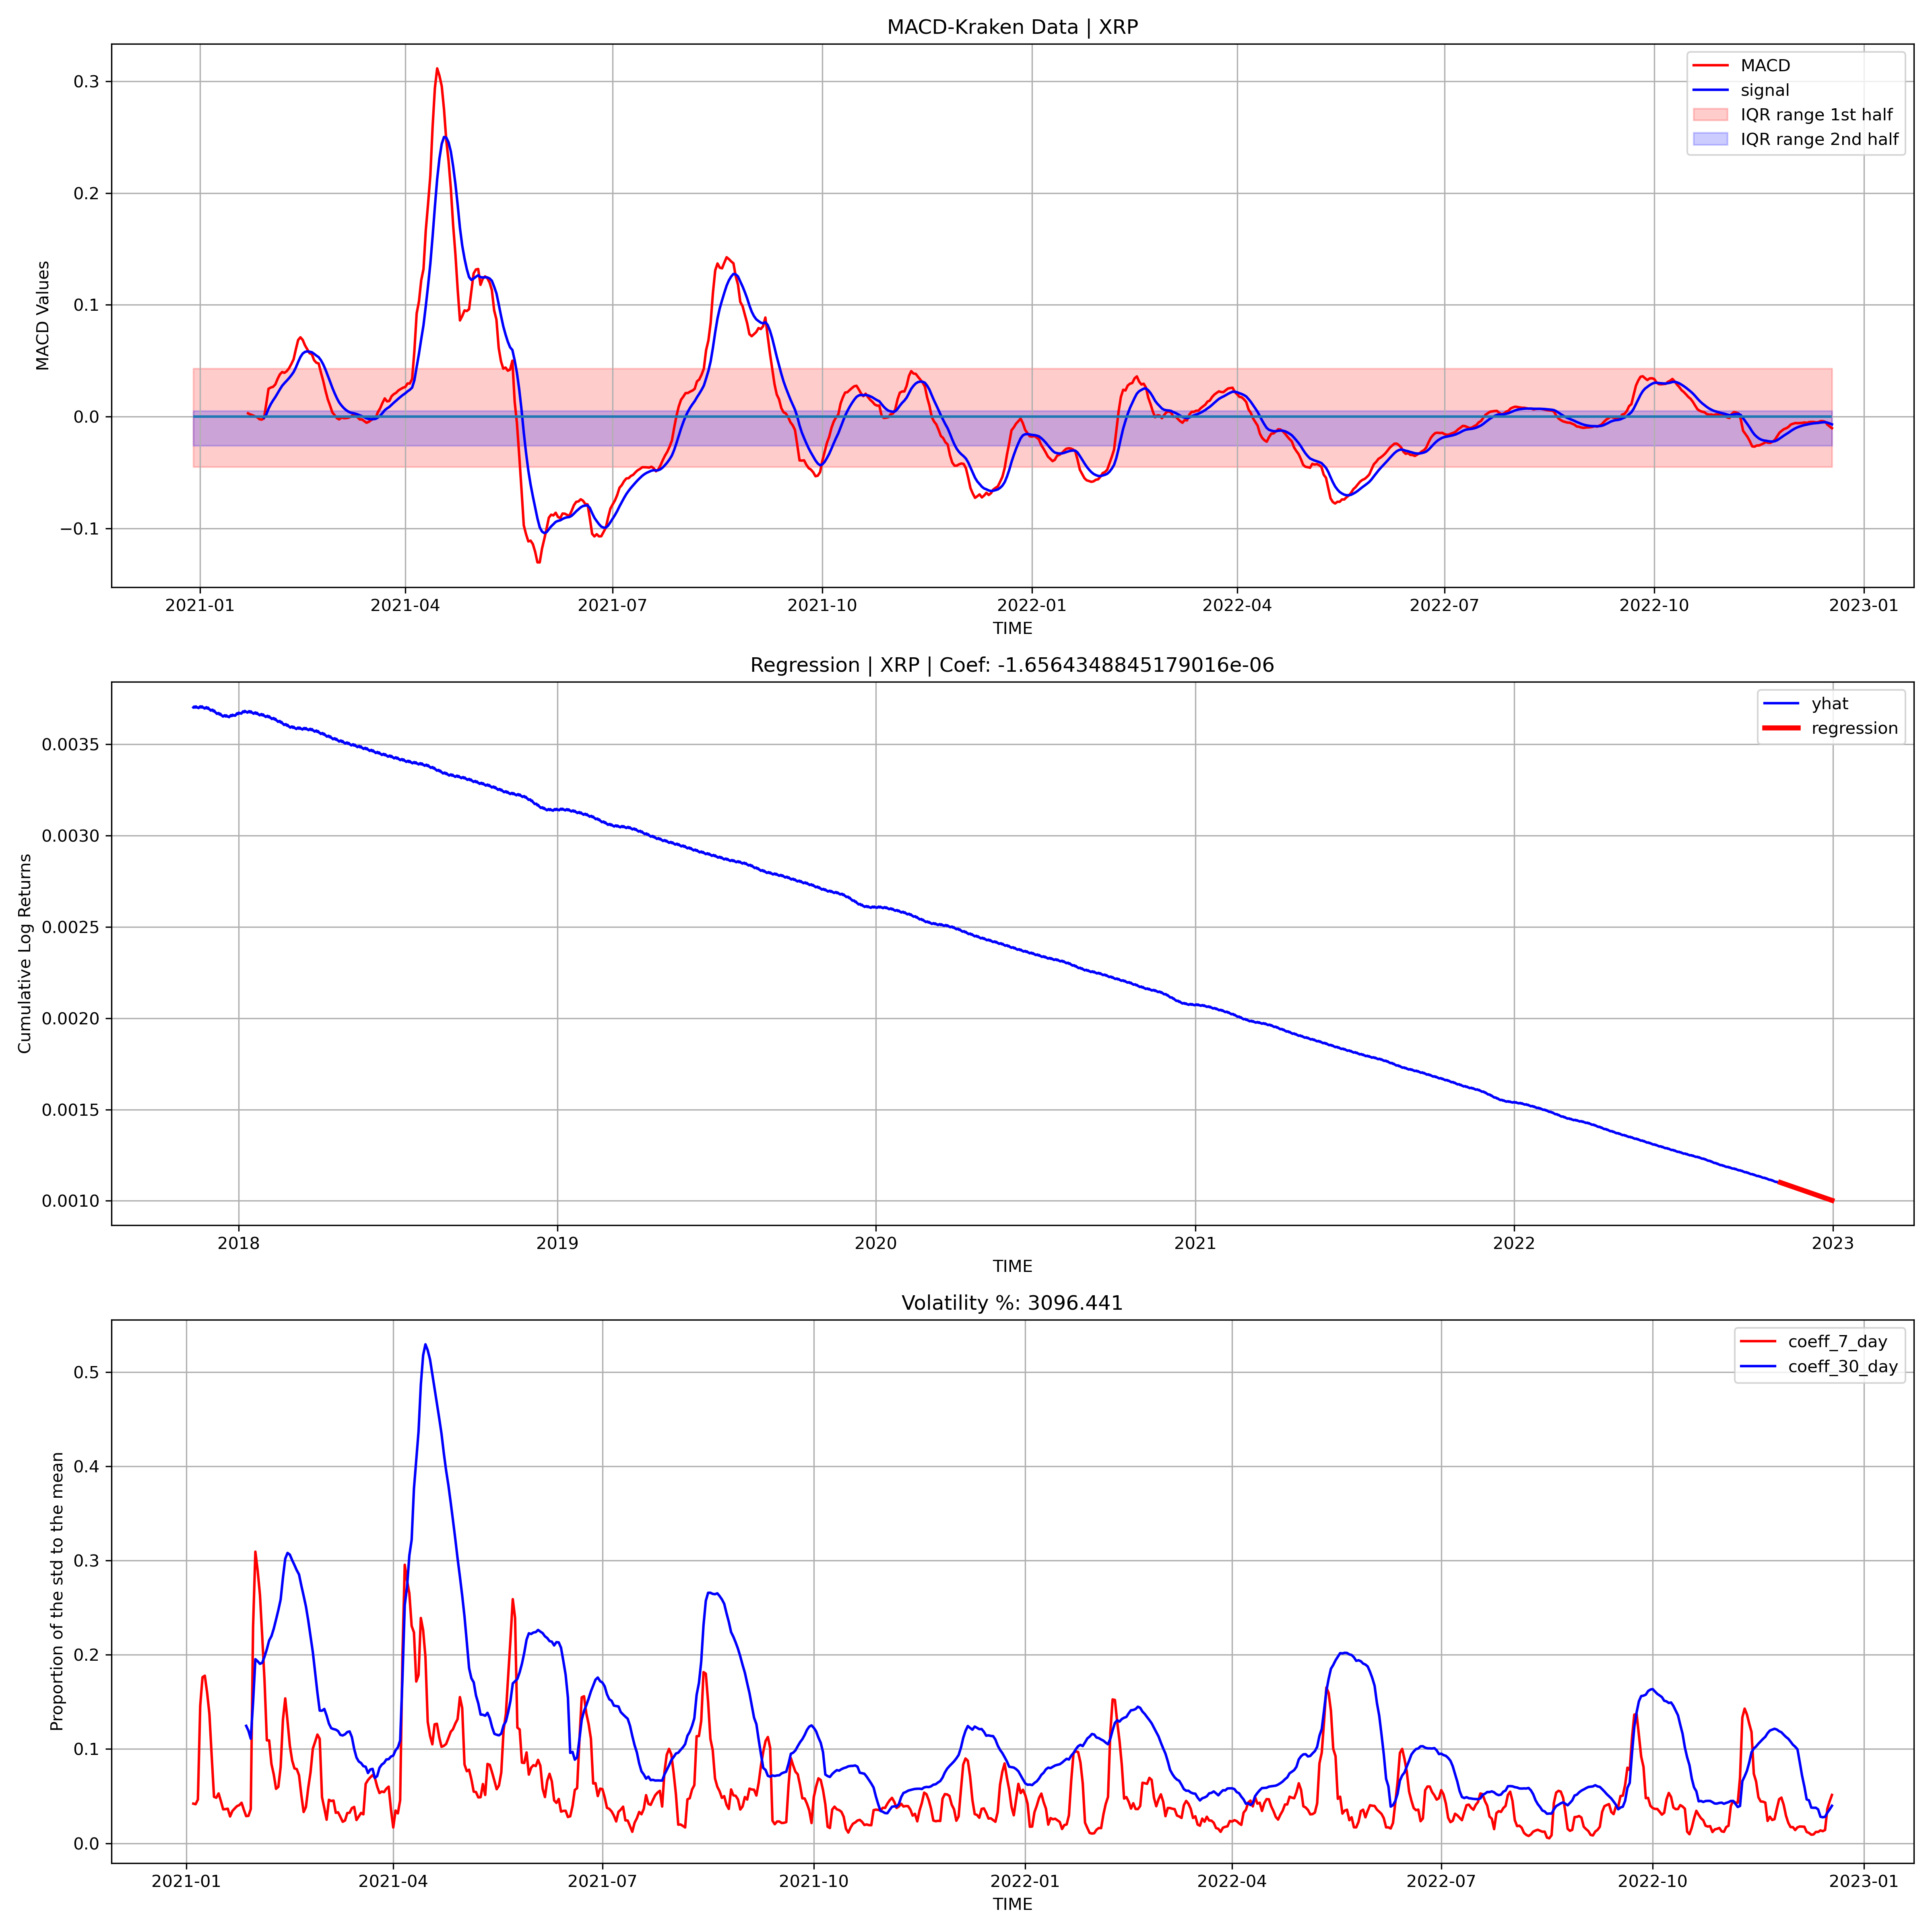 MACD-Kraken Data | XRP
MACD
signal
IQR range 1st half
IQR range 2nd half
0.3
0.2
0.1
0.0
−0.1
MACD Values
2021-01 2021-04 2021-07 2021-10 2022-01 2022-04 2022-07 2022-10 2023-01
TIME
Regression | XRP | Coef: -1.6564348845179016e-06
yhat
regression
0.0035
0.0030
0.0025
0.0020
0.0015
0.0010
Cumulative Log Returns
2018 2019 2020 2021 2022 2023
TIME
Volatility %: 3096.441
coeff_7_day
coeff_30_day
0.5
0.4
0.3
0.2
0.1
0.0
Proportion of the std to the mean
2021-01 2021-04 2021-07 2021-10 2022-01 2022-04 2022-07 2022-10 2023-01
TIME